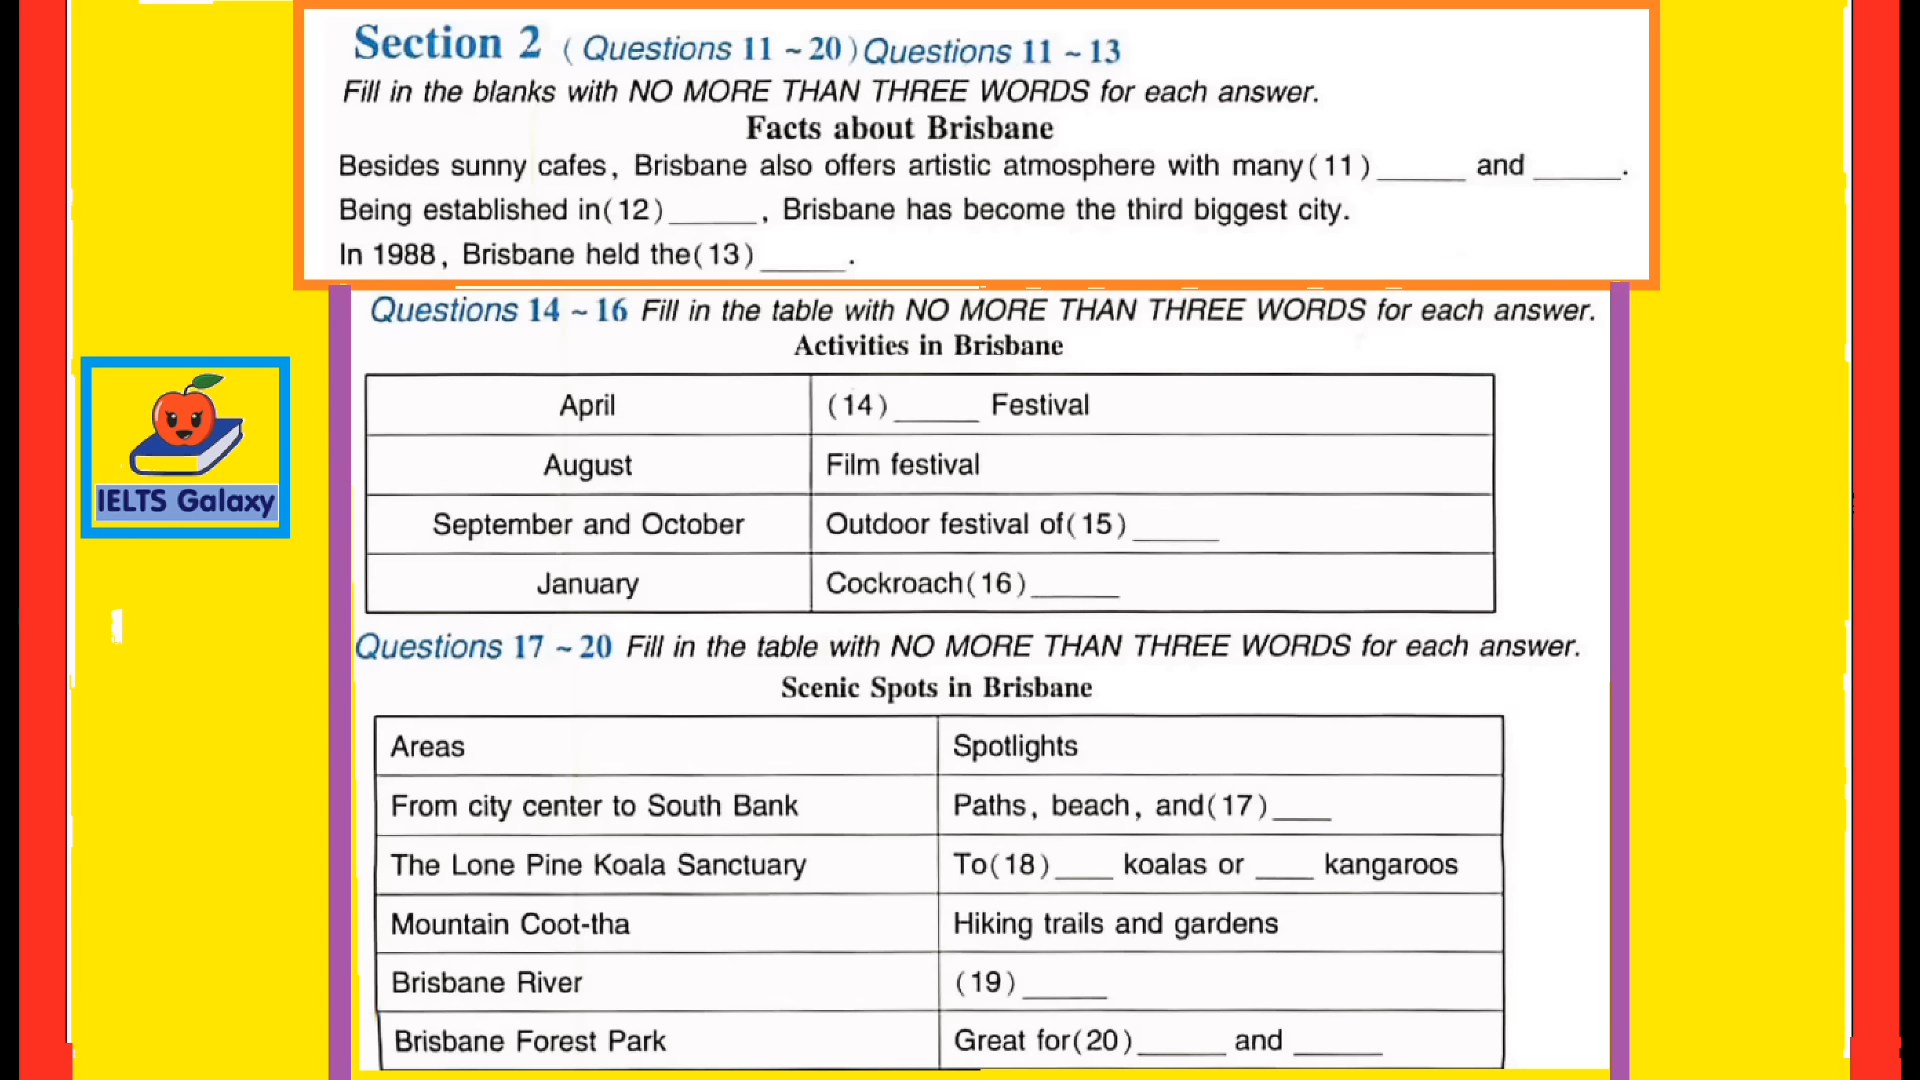 Section 2 ( Questions 11 ~ 20 ) Questions 11 ~ 13
Fill in the blanks with NO MORE THAN THREE WORDS for each answer.
Facts about Brisbane
Besides sunny cafes, Brisbane also offers artistic atmosphere with many(11)______ and ______.
Being established in(12)______, Brisbane has become the third biggest city.
In 1988, Brisbane held the(13)______.
Questions 14 ~ 16 Fill in the table with NO MORE THAN THREE WORDS for each answer.
Activities in Brisbane
April (14)______ Festival
August Film festival
September and October Outdoor festival of(15)______
January Cockroach(16)______
IELTS Galaxy
Questions 17 ~ 20 Fill in the table with NO MORE THAN THREE WORDS for each answer.
Scenic Spots in Brisbane
Areas Spotlights
From city center to South Bank Paths, beach, and(17)____
The Lone Pine Koala Sanctuary To(18)____ koalas or ____ kangaroos
Mountain Coot-tha Hiking trails and gardens
Brisbane River (19)______
Brisbane Forest Park Great for(20)______ and ______